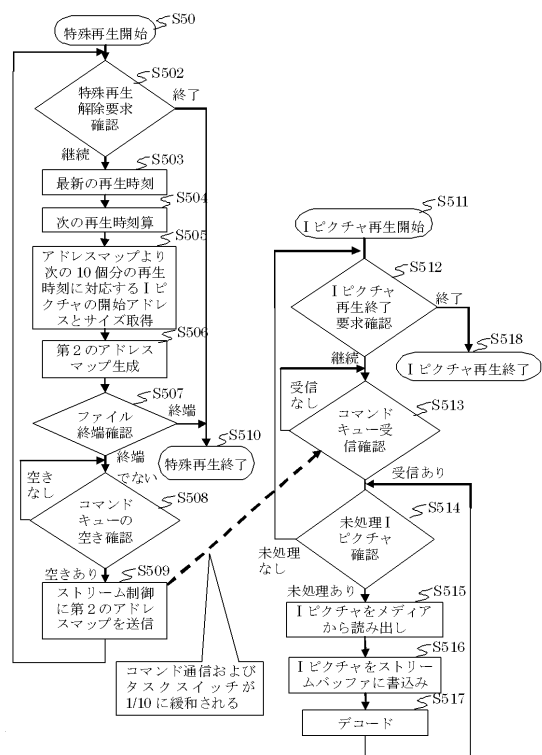 S50
特殊再生開始
S502
特殊再生
解除要求
確認
終了
継続
S503
最新の再生時刻
S504
次の再生時刻算
S505
アドレスマップより
次の10個分の再生
時刻に対応するI ピ
クチャの開始アドレ
スとサイズ取得
S506
第2のアドレス
マップ生成
S507
ファイル
終端確認
終端
S510
特殊再生終了
終端
でない
空き
なし
S508
コマンド
キューの
空き確認
空きあり
S509
ストリーム制御
に第2のアドレ
スマップを送信
コマンド通信および
タスクスイッチが
1/10 に緩和される
S511
I ピクチャ再生開始
S512
I ピクチャ
再生終了
要求確認
終了
S518
I ピクチャ再生終了
継続
受信
なし
S513
コマンド
キュー受
信確認
受信あり
S514
未処理 I
ピクチャ
確認
未処理
なし
未処理あり
S515
I ピクチャをメディア
から読み出し
S516
I ピクチャをストリー
ムバッファに書込み
S517
デコード